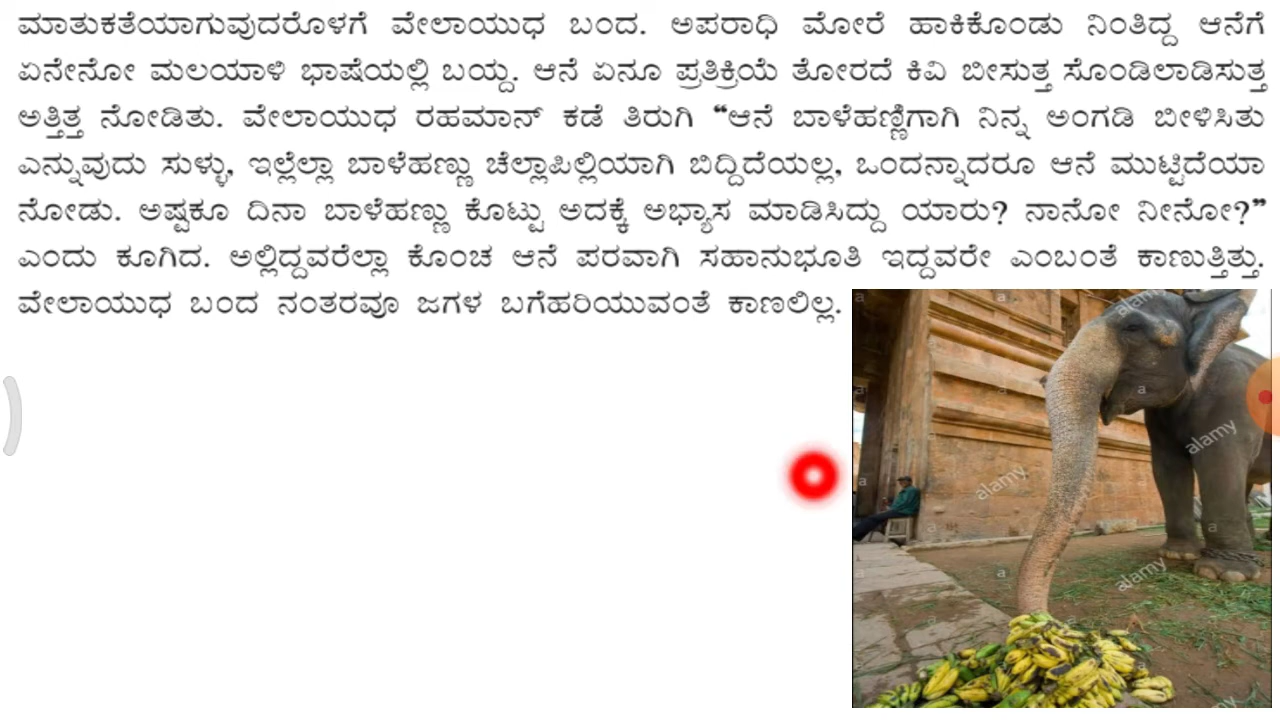 ಮಾತುಕತೆಯಾಗುವುದರೊಳಗೆ ವೇಲಾಯುಧ ಬಂದ. ಅಪರಾಧಿ ಮೋರೆ ಹಾಕಿಕೊಂಡು ನಿಂತಿದ್ದ ಆನೆಗೆ
ಏನೇನೋ ಮಲಯಾಳಿ ಭಾಷೆಯಲ್ಲಿ ಬಯ್ದ. ಆನೆ ಏನೂ ಪ್ರತಿಕ್ರಿಯೆ ತೋರದೆ ಕಿವಿ ಬೀಸುತ್ತ ಸೊಂಡಿಲಾಡಿಸುತ್ತ
ಅತ್ತಿತ್ತ ನೋಡಿತು. ವೇಲಾಯುಧ ರಹಮಾನ್ ಕಡೆ ತಿರುಗಿ “ಆನೆ ಬಾಳೆಹಣ್ಣಿಗಾಗಿ ನಿನ್ನ ಅಂಗಡಿ ಬೀಳಿಸಿತು
ಎನ್ನುವುದು ಸುಳ್ಳು, ಇಲ್ಲೆಲ್ಲಾ ಬಾಳೆಹಣ್ಣು ಚೆಲ್ಲಾಪಿಲ್ಲಿಯಾಗಿ ಬಿದ್ದಿದೆಯಲ್ಲ, ಒಂದನ್ನಾದರೂ ಆನೆ ಮುಟ್ಟಿದೆಯಾ
ನೋಡು. ಅಷ್ಟಕೂ ದಿನಾ ಬಾಳೆಹಣ್ಣು ಕೊಟ್ಟು ಅದಕ್ಕೆ ಅಭ್ಯಾಸ ಮಾಡಿಸಿದ್ದು ಯಾರು? ನಾನೋ ನೀನೋ?”
ಎಂದು ಕೂಗಿದ. ಅಲ್ಲಿದ್ದವರೆಲ್ಲಾ ಕೊಂಚ ಆನೆ ಪರವಾಗಿ ಸಹಾನುಭೂತಿ ಇದ್ದವರೇ ಎಂಬಂತೆ ಕಾಣುತ್ತಿತ್ತು.
ವೇಲಾಯುಧ ಬಂದ ನಂತರವೂ ಜಗಳ ಬಗೆಹರಿಯುವಂತೆ ಕಾಣಲಿಲ್ಲ.
alamy
alamy
alamy